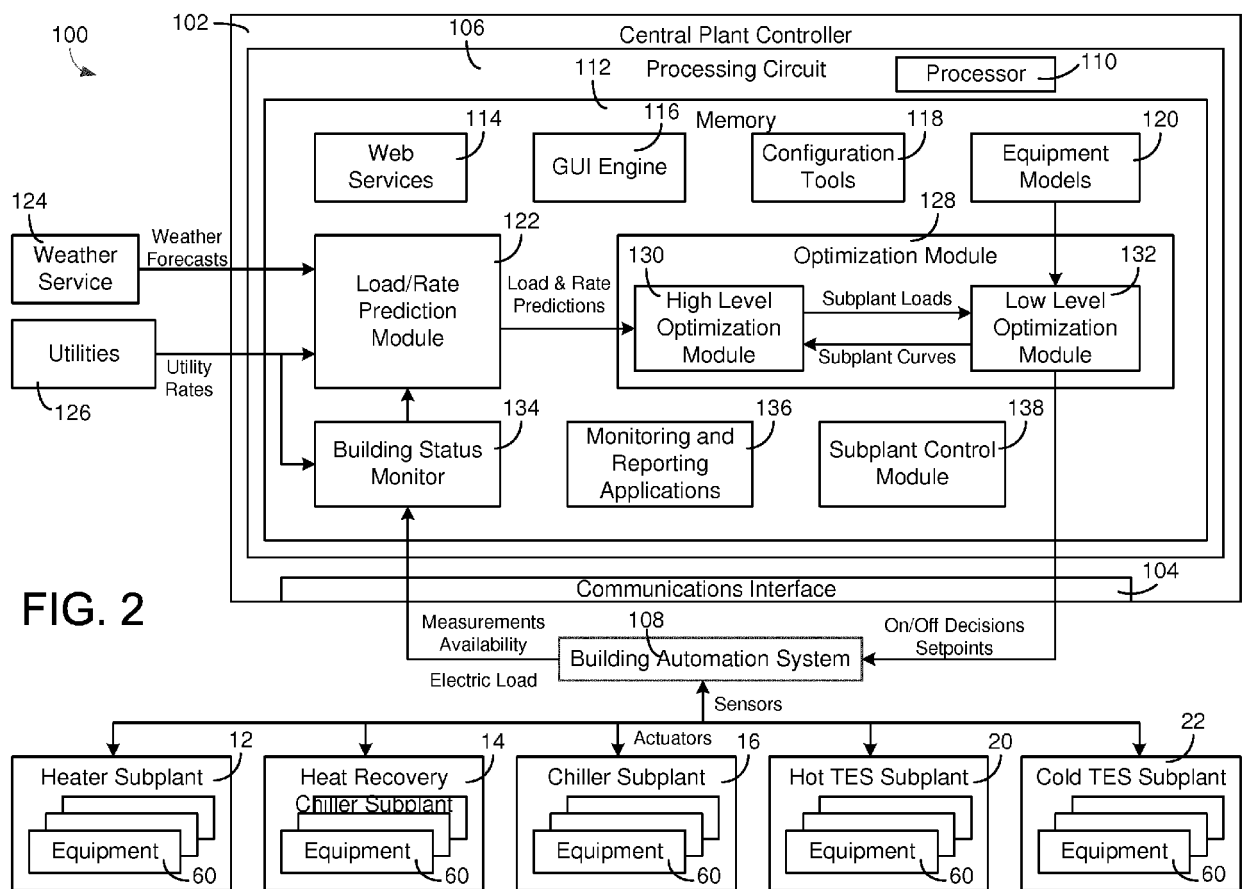 102
Central Plant Controller
100
106
Processing Circuit
Processor
110
112
Memory
114
116
118
120
Web
Services
GUI Engine
Configuration
Tools
Equipment
Models
124
Weather
Service
Weather
Forecasts
122
Load/Rate
Prediction
Module
Load & Rate
Predictions
128
Optimization Module
130
High Level
Optimization
Module
Subplant Loads
Subplant Curves
132
Low Level
Optimization
Module
Utilities
126
Utility
Rates
134
Building Status
Monitor
136
Monitoring and
Reporting
Applications
138
Subplant Control
Module
FIG. 2
Communications Interface
104
Measurements
Availability
Electric Load
108
Building Automation System
On/Off Decisions
Setpoints
Sensors
Actuators
12
Heater Subplant
Equipment
60
14
Heat Recovery
Chiller Subplant
Equipment
60
16
Chiller Subplant
Equipment
60
20
Hot TES Subplant
Equipment
60
22
Cold TES Subplant
Equipment
60